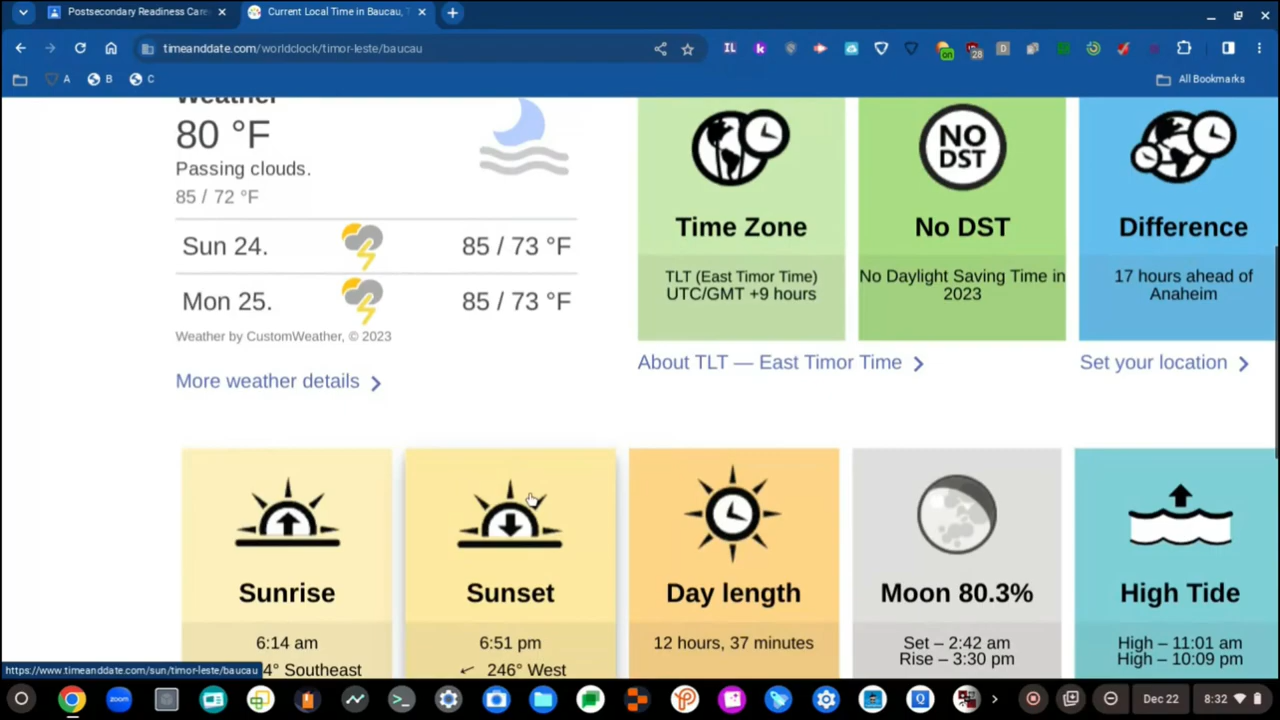 Postsecondary Readiness Care
Current Local Time in Baucau,
timeanddate.com/worldclock/timor-leste/baucau
IL
k
on
28
D
A
B
C
All Bookmarks
Weather
80 °F
Passing clouds.
85 / 72 °F
Sun 24.
85 / 73 °F
Mon 25.
85 / 73 °F
Weather by CustomWeather, © 2023
More weather details
Time Zone
TLT (East Timor Time)
UTC/GMT +9 hours
NO
DST
No DST
No Daylight Saving Time in
2023
Difference
17 hours ahead of
Anaheim
About TLT — East Timor Time
Set your location
Sunrise
6:14 am
4° Southeast
Sunset
6:51 pm
246° West
Day length
12 hours, 37 minutes
Moon 80.3%
Set – 2:42 am
Rise – 3:30 pm
High Tide
High – 11:01 am
High – 10:09 pm
https://www.timeanddate.com/sun/timor-leste/baucau
zoom
Q
Dec 22
8:32